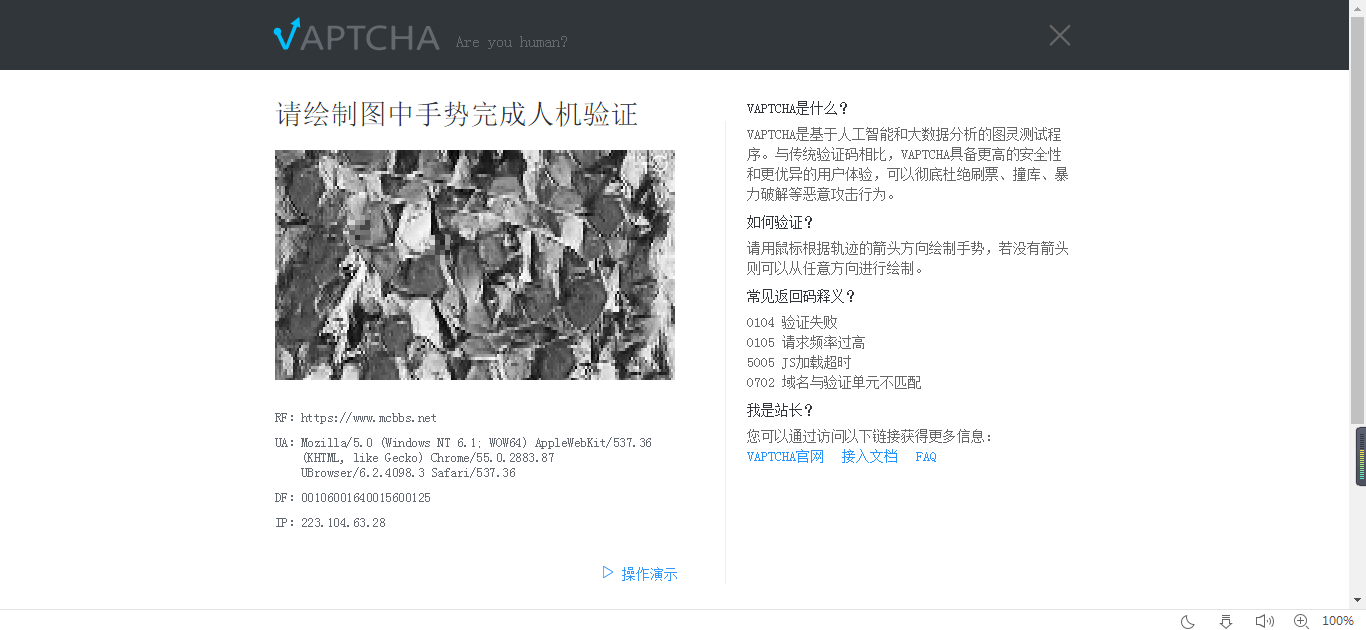 VAPTCHA Are you human?
请绘制图中手势完成人机验证
RF: https://www.mcbbs.net
UA: Mozilla/5.0 (Windows NT 6.1; WOW64) AppleWebKit/537.36
(KHTML, like Gecko) Chrome/55.0.2883.87
UBrowser/6.2.4098.3 Safari/537.36
DF: 00106001640015600125
IP: 223.104.63.28
操作演示
VAPTCHA是什么?
VAPTCHA是基于人工智能和大数据分析的图灵测试程
序。与传统验证码相比，VAPTCHA具备更高的安全性
和更优异的用户体验，可以彻底杜绝刷票、撞库、暴
力破解等恶意攻击行为。
如何验证?
请用鼠标根据轨迹的箭头方向绘制手势，若没有箭头
则可以从任意方向进行绘制。
常见返回码释义?
0104 验证失败
0105 请求频率过高
5005 JS加载超时
0702 域名与验证单元不匹配
我是站长?
您可以通过访问以下链接获得更多信息：
VAPTCHA官网 接入文档 FAQ
100%